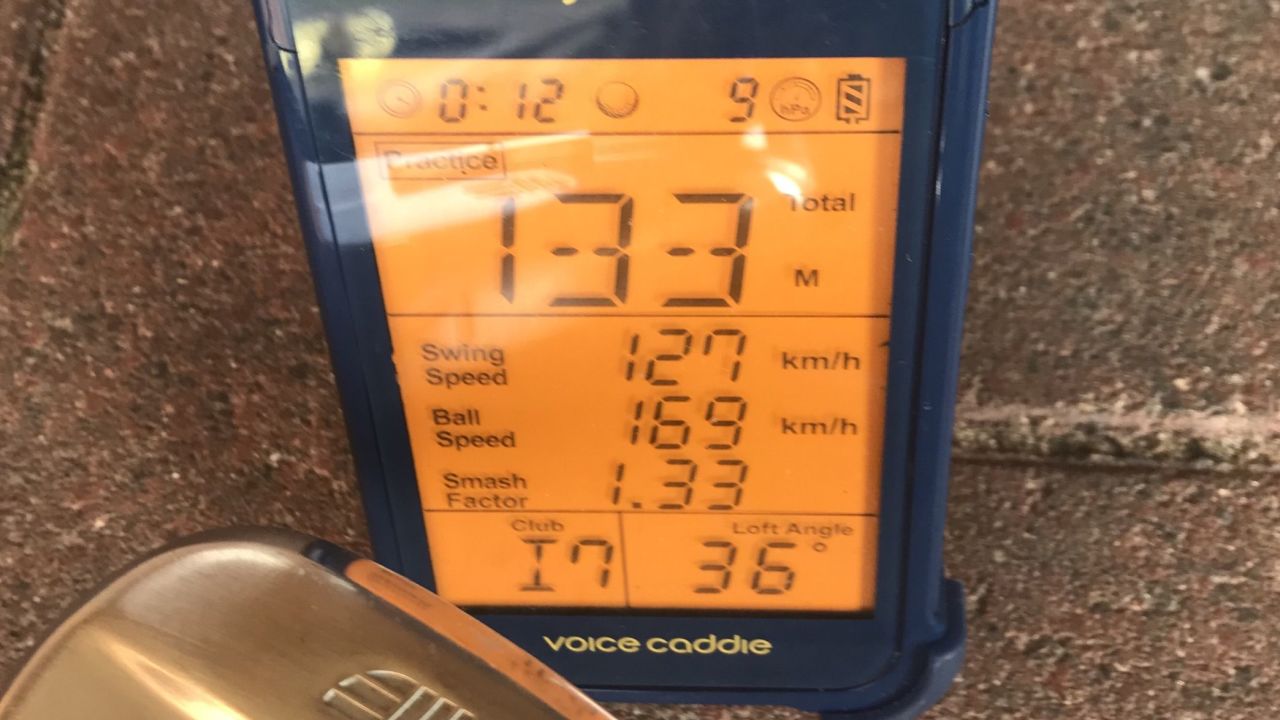 0:12 9 hPa
Practice
133 Total
M
Swing Speed 127 km/h
Ball Speed 169 km/h
Smash Factor 1.33
Club Loft Angle
I7 36°
voice caddie